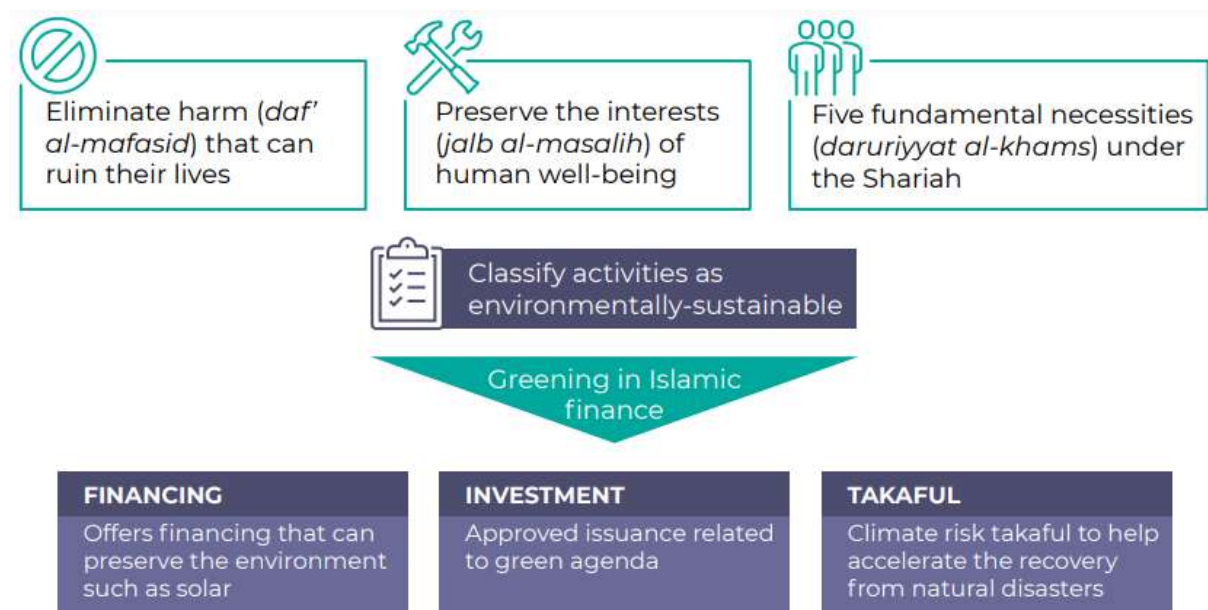 Eliminate harm (daf’
al-mafasid) that can
ruin their lives
Preserve the interests
(jalb al-masalih) of
human well-being
Five fundamental necessities
(daruriyyat al-khams) under
the Shariah
Classify activities as
environmentally-sustainable
Greening in Islamic
finance
FINANCING
Offers financing that can
preserve the environment
such as solar
INVESTMENT
Approved issuance related
to green agenda
TAKAFUL
Climate risk takaful to help
accelerate the recovery
from natural disasters